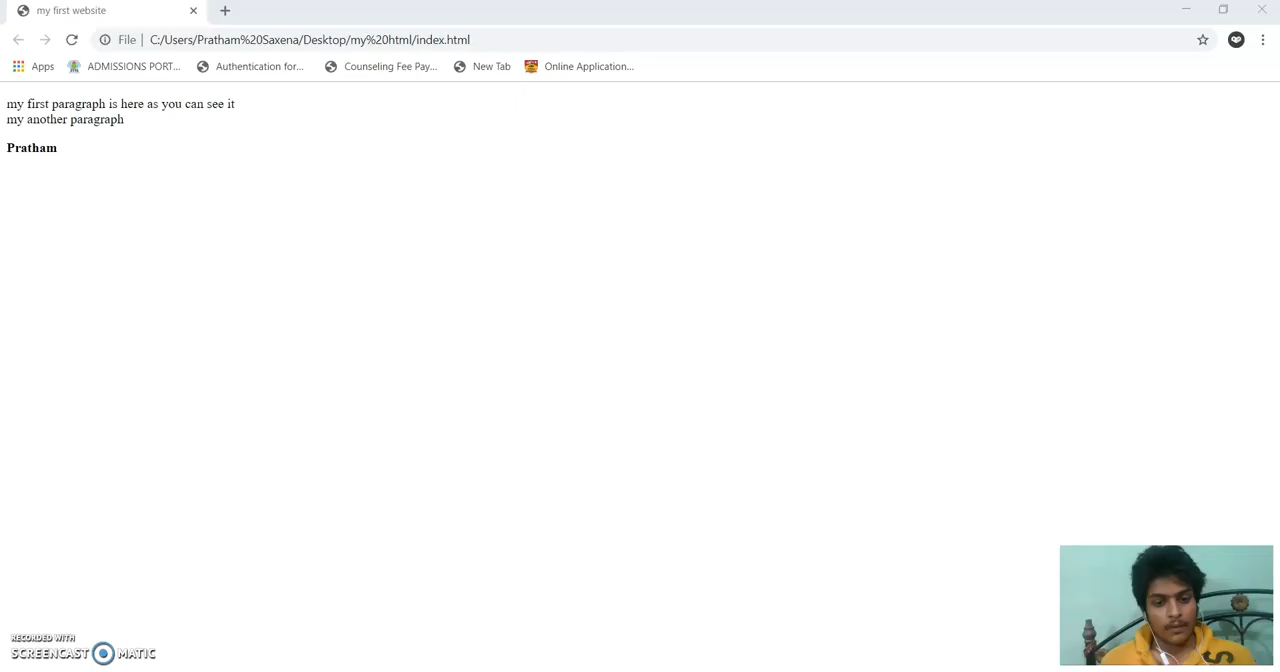 my first website
File | C:/Users/Pratham%20Saxena/Desktop/my%20html/index.html
Apps ADMISSIONS PORT... Authentication for... Counseling Fee Pay... New Tab Online Application...
my first paragraph is here as you can see it
my another paragraph
Pratham
RECORDED WITH
SCREENCAST MATIC